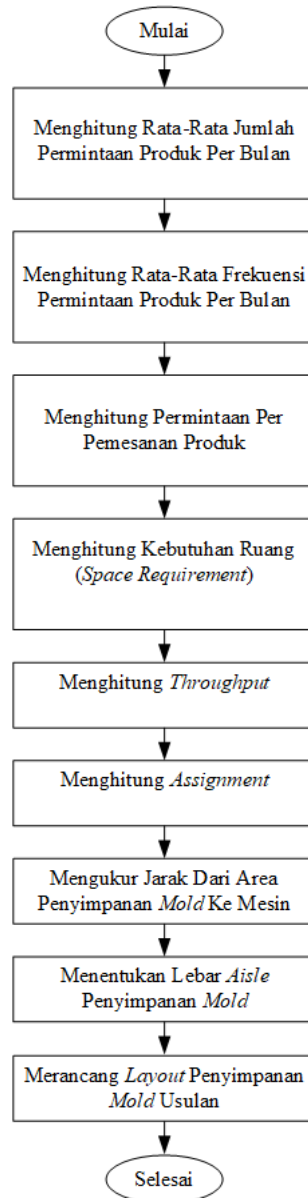 Mulai
Menghitung Rata-Rata Jumlah
Permintaan Produk Per Bulan
Menghitung Rata-Rata Frekuensi
Permintaan Produk Per Bulan
Menghitung Permintaan Per
Pemesanan Produk
Menghitung Kebutuhan Ruang
(Space Requirement)
Menghitung Throughput
Menghitung Assignment
Mengukur Jarak Dari Area
Penyimpanan Mold Ke Mesin
Menentukan Lebar Aisle
Penyimpanan Mold
Merancang Layout Penyimpanan
Mold Usulan
Selesai